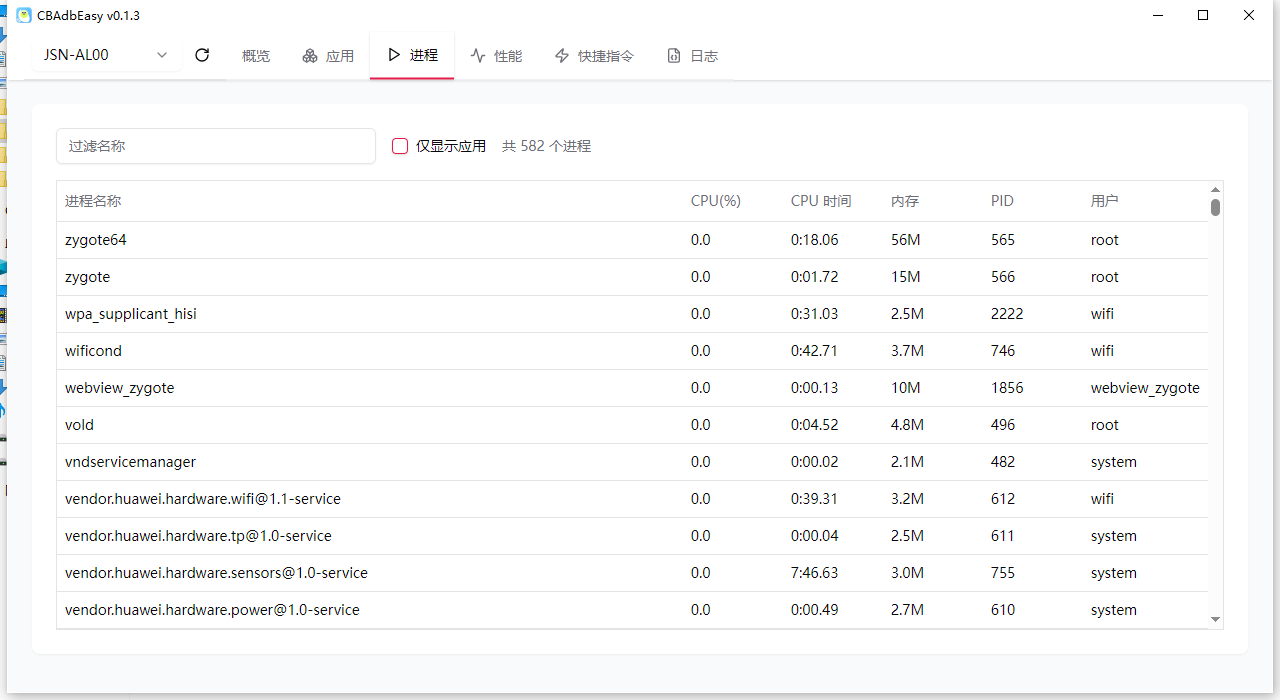 CBAdbEasy v0.1.3
JSN-AL00 概览 应用 进程 性能 快捷指令 日志
过滤名称 仅显示应用 共 582 个进程
进程名称 CPU(%) CPU 时间 内存 PID 用户
zygote64 0.0 0:18.06 56M 565 root
zygote 0.0 0:01.72 15M 566 root
wpa_supplicant_hisi 0.0 0:31.03 2.5M 2222 wifi
wificond 0.0 0:42.71 3.7M 746 wifi
webview_zygote 0.0 0:00.13 10M 1856 webview_zygote
vold 0.0 0:04.52 4.8M 496 root
vndservicemanager 0.0 0:00.02 2.1M 482 system
vendor.huawei.hardware.wifi@1.1-service 0.0 0:39.31 3.2M 612 wifi
vendor.huawei.hardware.tp@1.0-service 0.0 0:00.04 2.5M 611 system
vendor.huawei.hardware.sensors@1.0-service 0.0 7:46.63 3.0M 755 system
vendor.huawei.hardware.power@1.0-service 0.0 0:00.49 2.7M 610 system